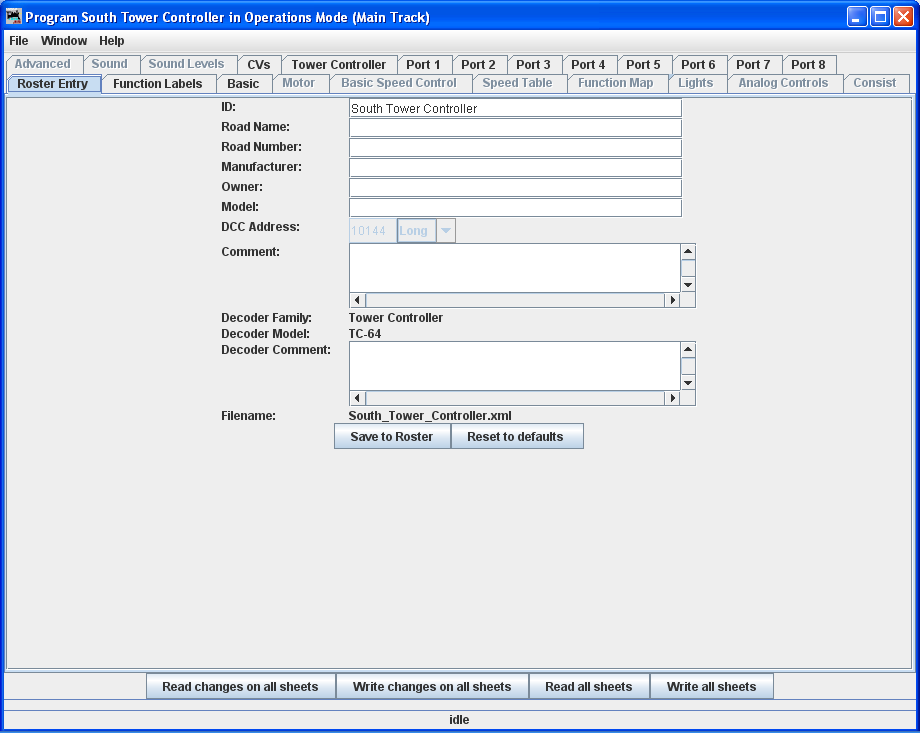 Program South Tower Controller in Operations Mode (Main Track)
File Window Help
Advanced Sound Sound Levels CVs Tower Controller Port 1 Port 2 Port 3 Port 4 Port 5 Port 6 Port 7 Port 8
Roster Entry Function Labels Basic Motor Basic Speed Control Speed Table Function Map Lights Analog Controls Consist
ID: South Tower Controller
Road Name:
Road Number:
Manufacturer:
Owner:
Model:
DCC Address: 10144 Long
Comment:
Decoder Family: Tower Controller
Decoder Model: TC-64
Decoder Comment:
Filename: South_Tower_Controller.xml
Save to Roster Reset to defaults
Read changes on all sheets Write changes on all sheets Read all sheets Write all sheets
idle